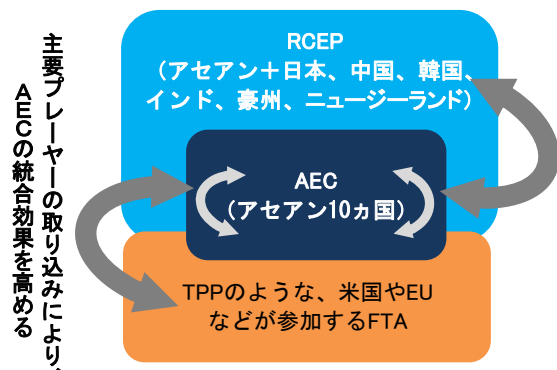 主要プレーヤーの取り込みにより、
AECの統合効果を高める
RCEP
（アセアン＋日本、中国、韓国、
インド、豪州、ニュージーランド）
AEC
（アセアン10ヵ国）
TPPのような、米国やEU
などが参加するFTA